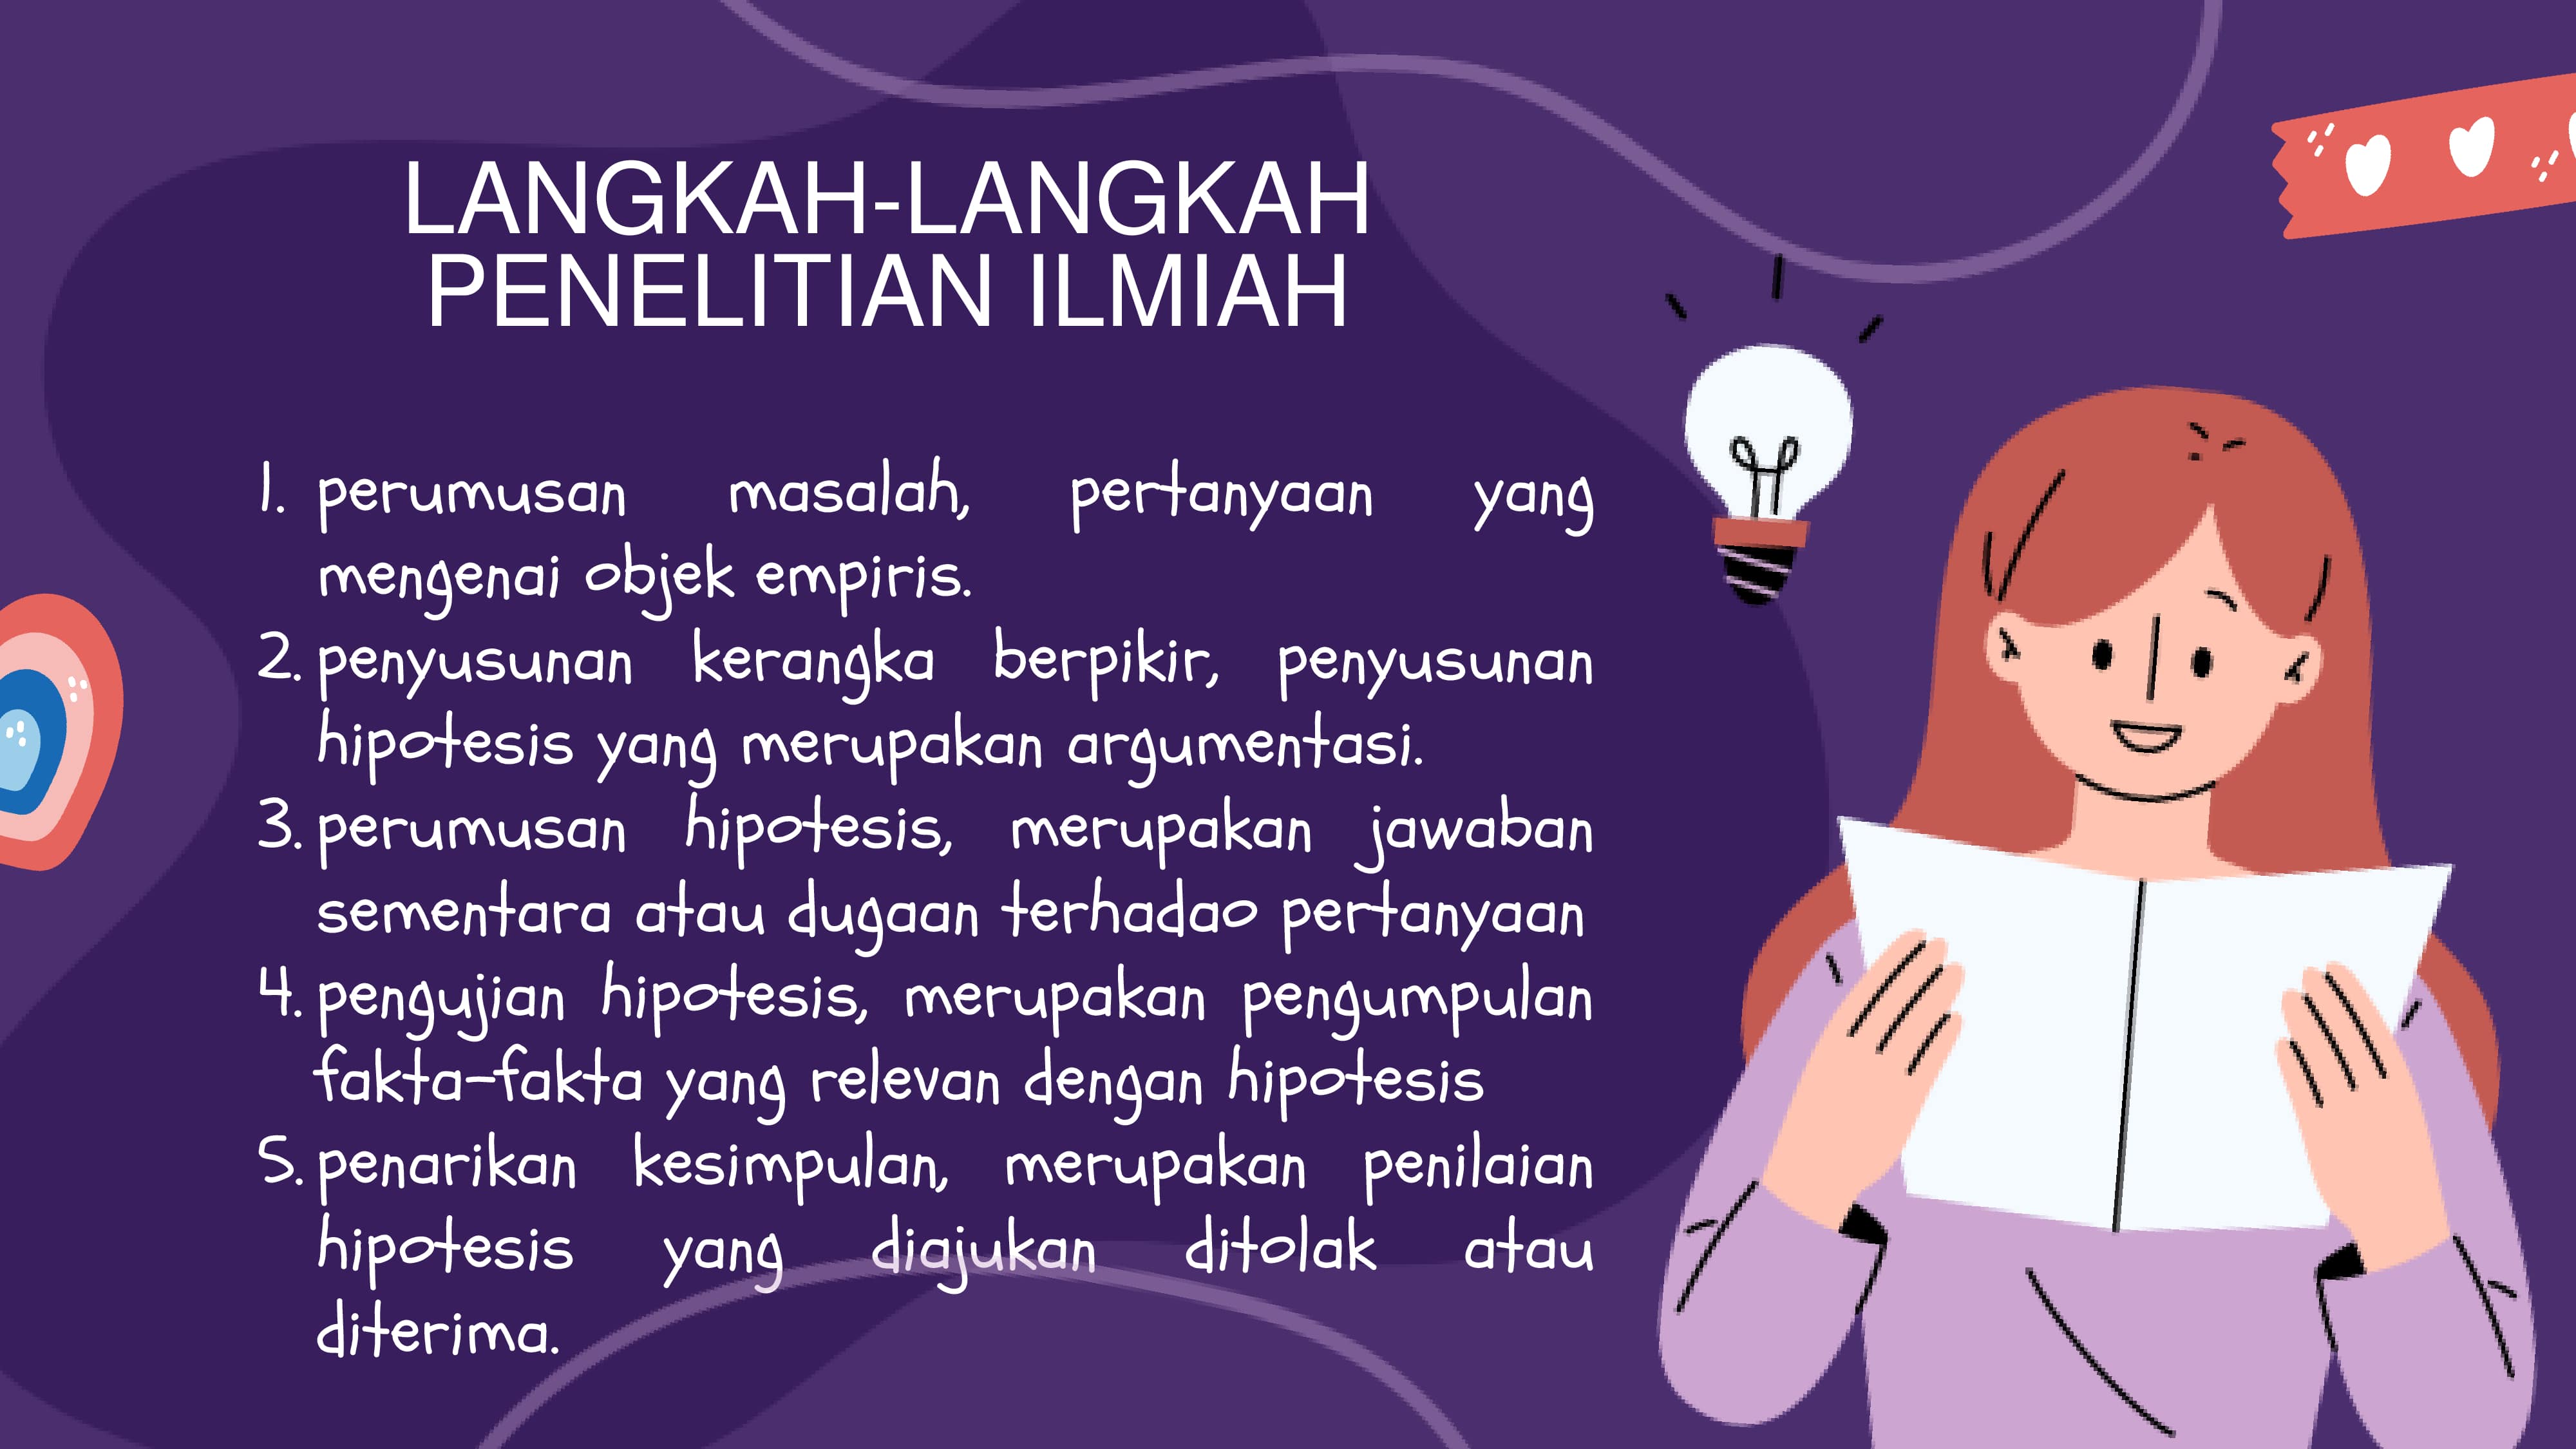 LANGKAH-LANGKAH
PENELITIAN ILMIAH
1. perumusan masalah, pertanyaan yang
mengenai objek empiris.
2. penyusunan kerangka berpikir, penyusunan
hipotesis yang merupakan argumentasi.
3. perumusan hipotesis, merupakan jawaban
sementara atau dugaan terhadao pertanyaan
4. pengujian hipotesis, merupakan pengumpulan
fakta-fakta yang relevan dengan hipotesis
5. penarikan kesimpulan, merupakan penilaian
hipotesis yang diajukan ditolak atau
diterima.